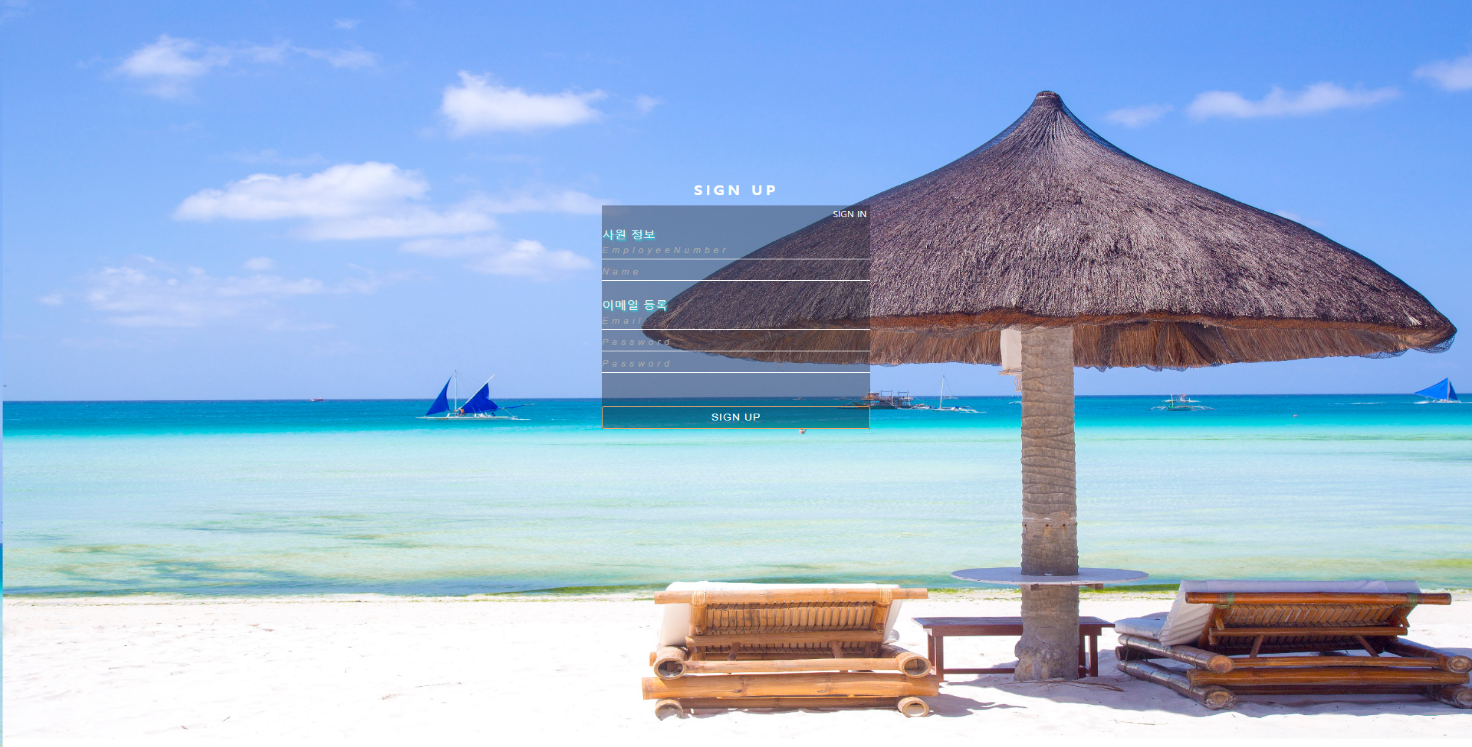 SIGN UP
SIGN IN
사원 정보
EmployeeNumber
Name
이메일 등록
Email
Password
Password
SIGN UP